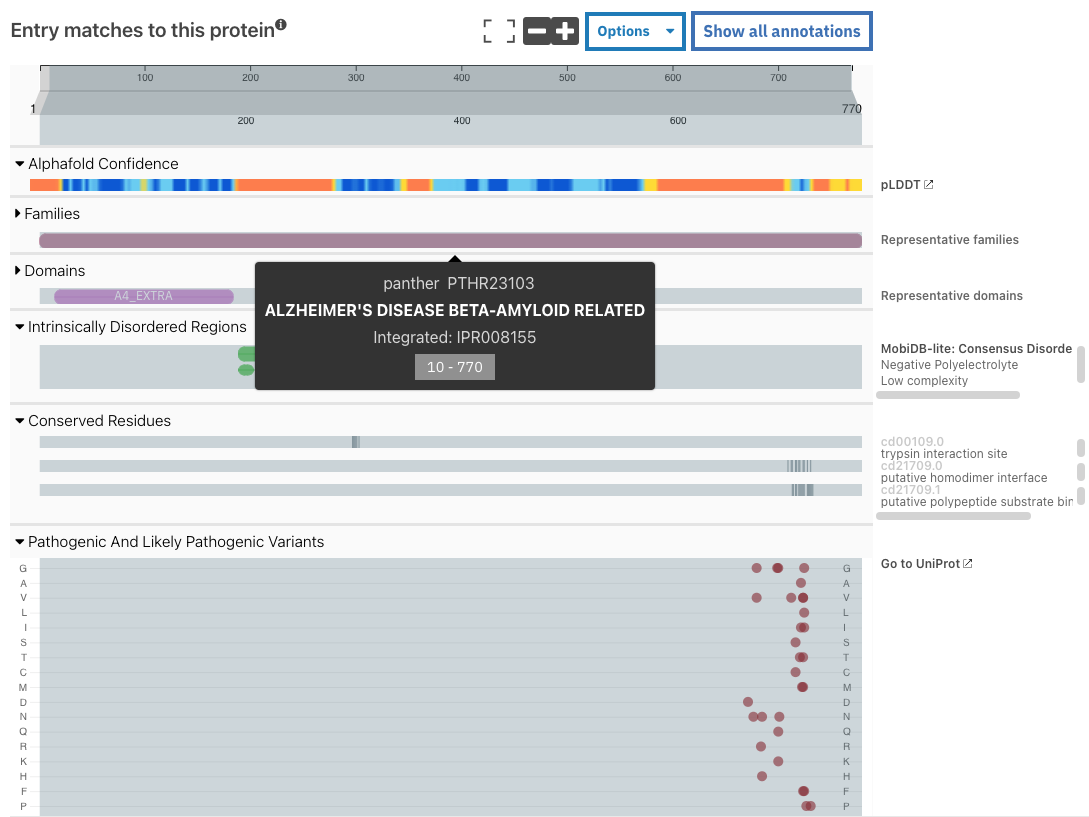 Entry matches to this protein
Options
Show all annotations
100 200 300 400 500 600 700
1 770
200 400 600
Alphafold Confidence
pLDDT
Families
Representative families
Domains
A4_EXTRA
Representative domains
panther PTHR23103
ALZHEIMER'S DISEASE BETA-AMYLOID RELATED
Integrated: IPR008155
10 - 770
Intrinsically Disordered Regions
MobiDB-lite: Consensus Disorde
Negative Polyelectrolyte
Low complexity
Conserved Residues
cd00109.0
trypsin interaction site
cd21709.0
putative homodimer interface
cd21709.1
putative polypeptide substrate bin
Pathogenic And Likely Pathogenic Variants
Go to UniProt
G G
A A
V V
L L
I I
S S
T T
C C
M M
D D
N N
Q Q
R R
K K
H H
F F
P P